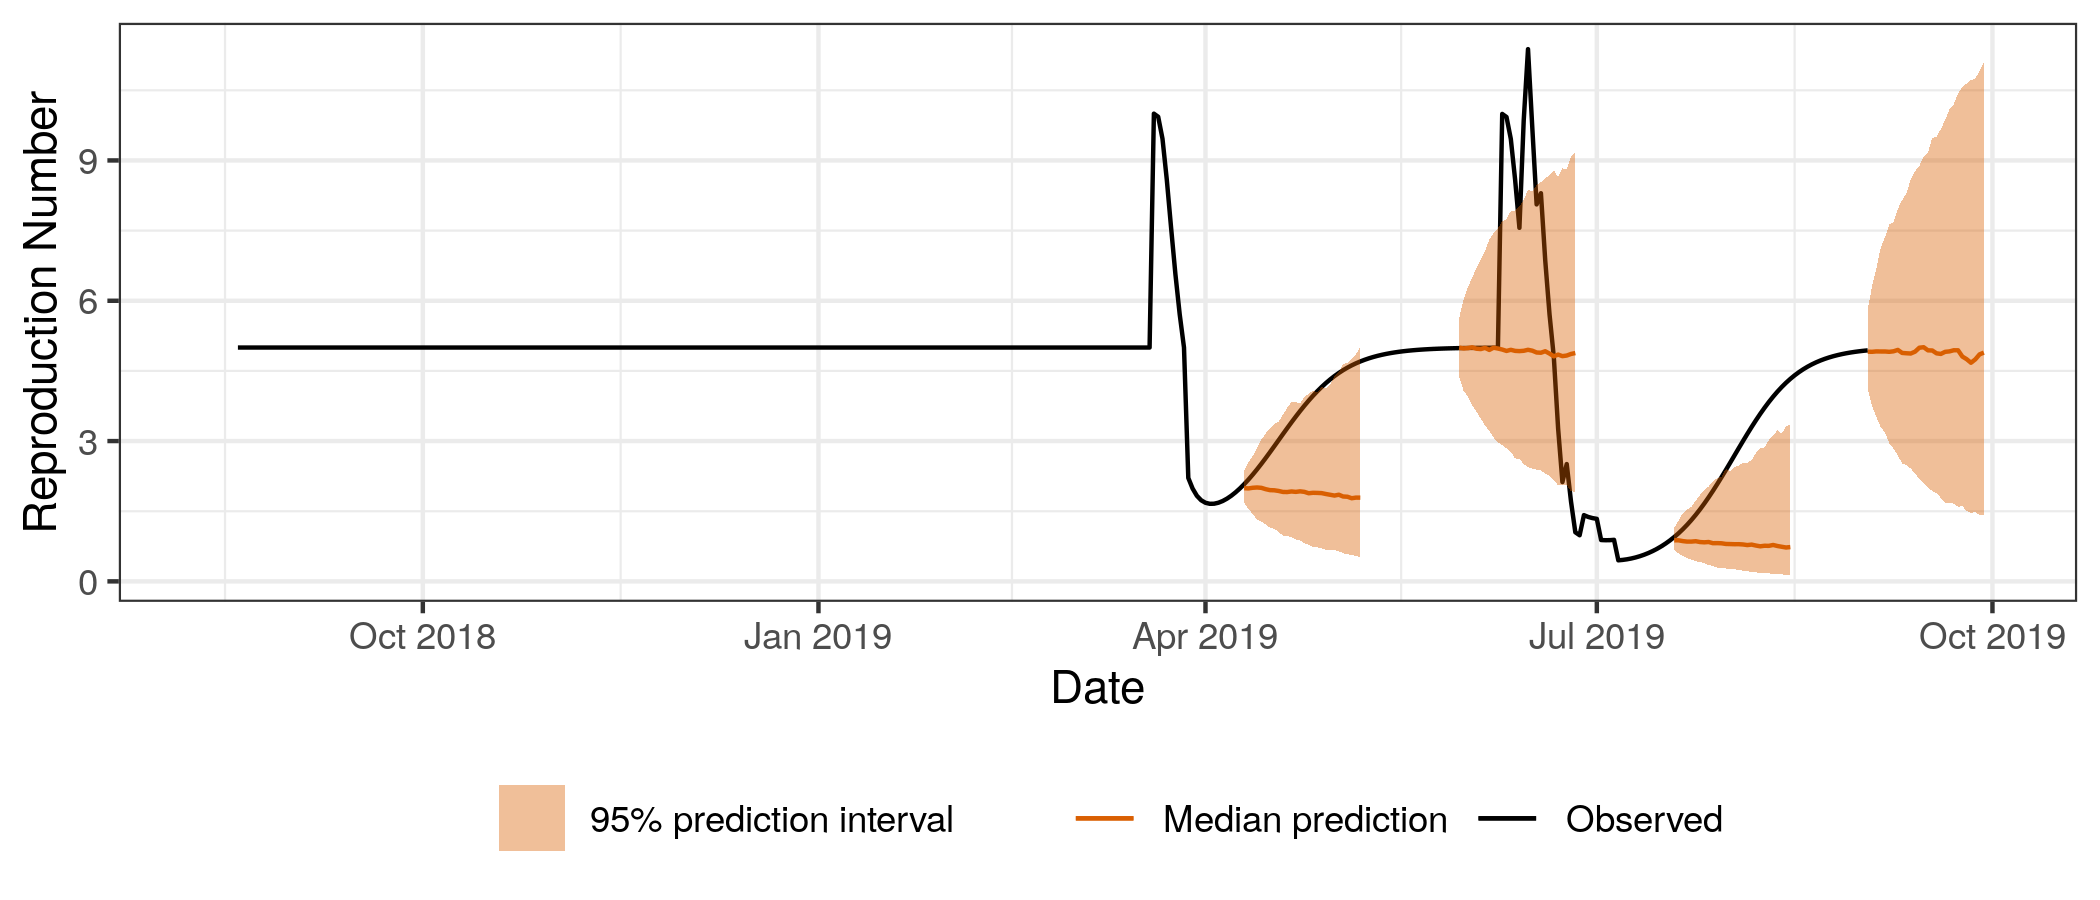 Reproduction Number
9
6
3
0
Oct 2018 Jan 2019 Apr 2019 Jul 2019 Oct 2019
Date
95% prediction interval Median prediction Observed